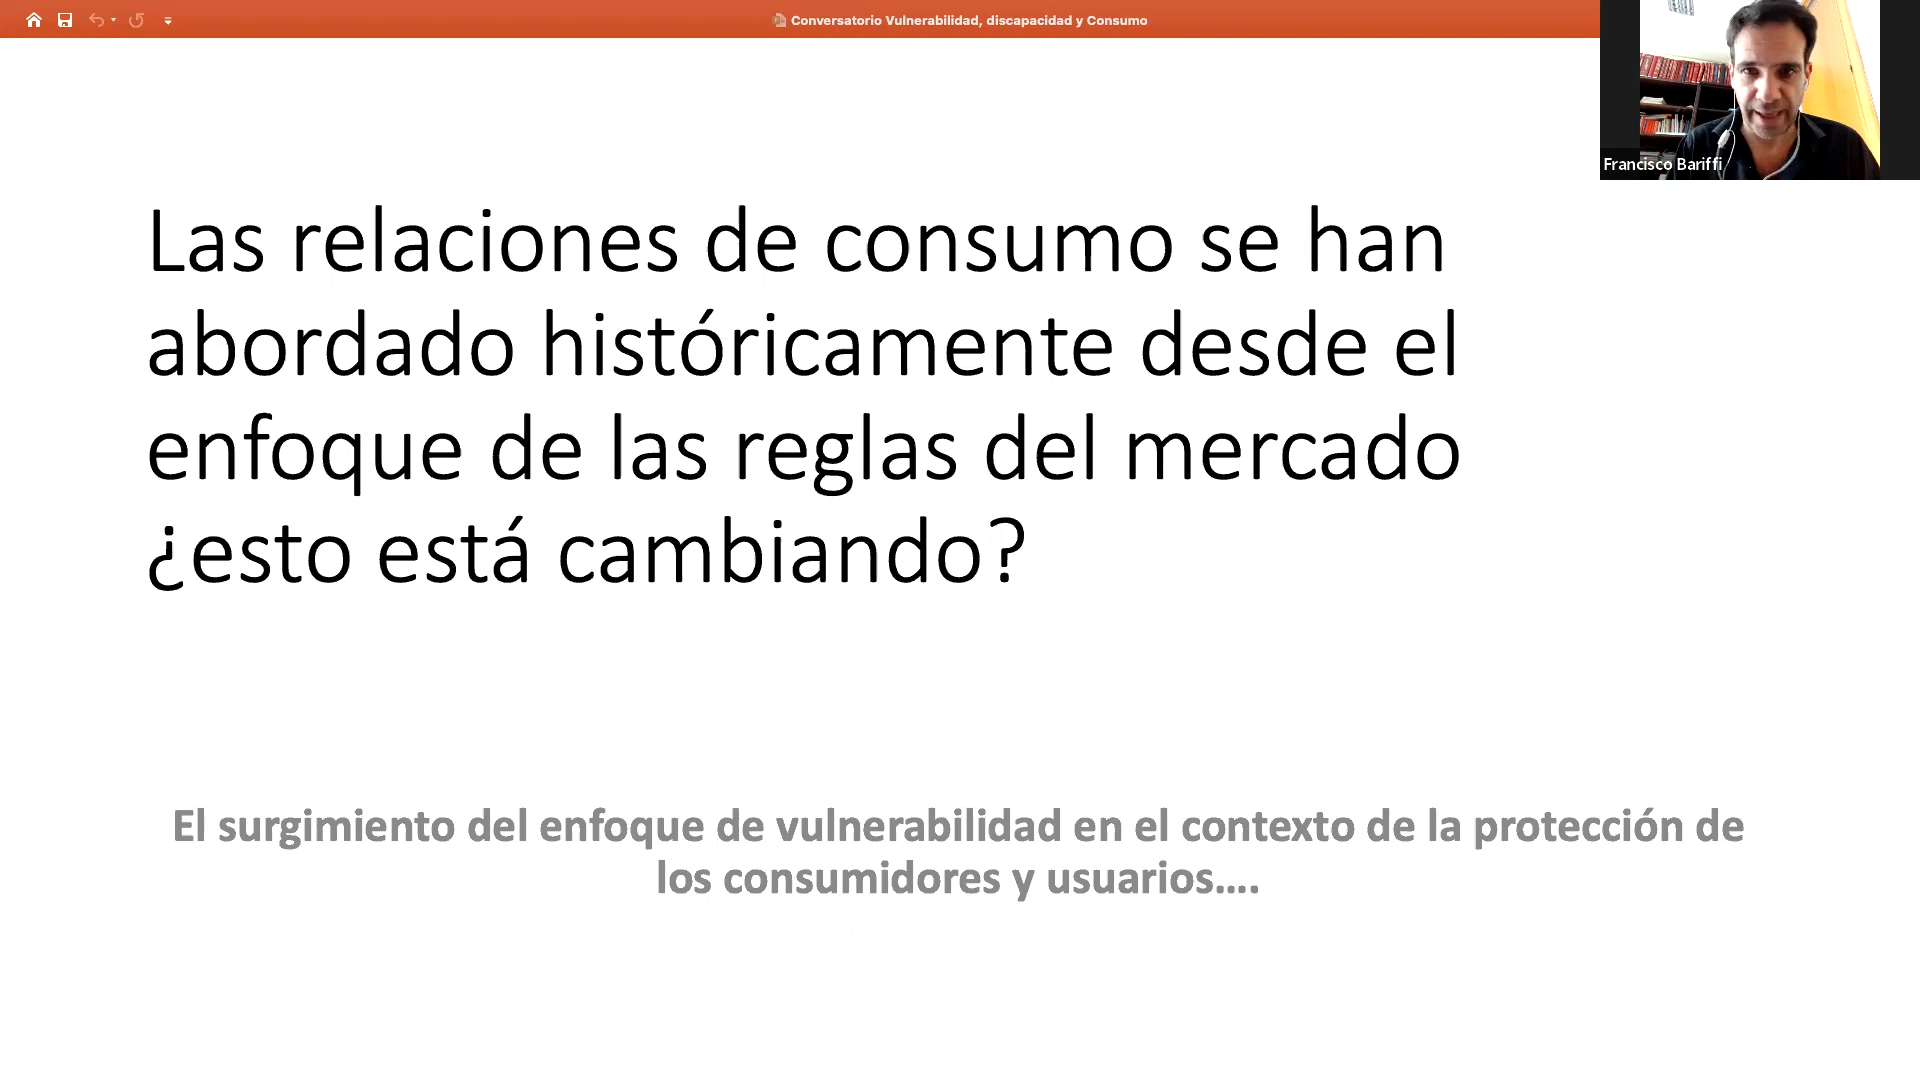 Conversatorio Vulnerabilidad, discapacidad y Consumo
Francisco Bariffi
Las relaciones de consumo se han
abordado históricamente desde el
enfoque de las reglas del mercado
¿esto está cambiando?
El surgimiento del enfoque de vulnerabilidad en el contexto de la protección de
los consumidores y usuarios....